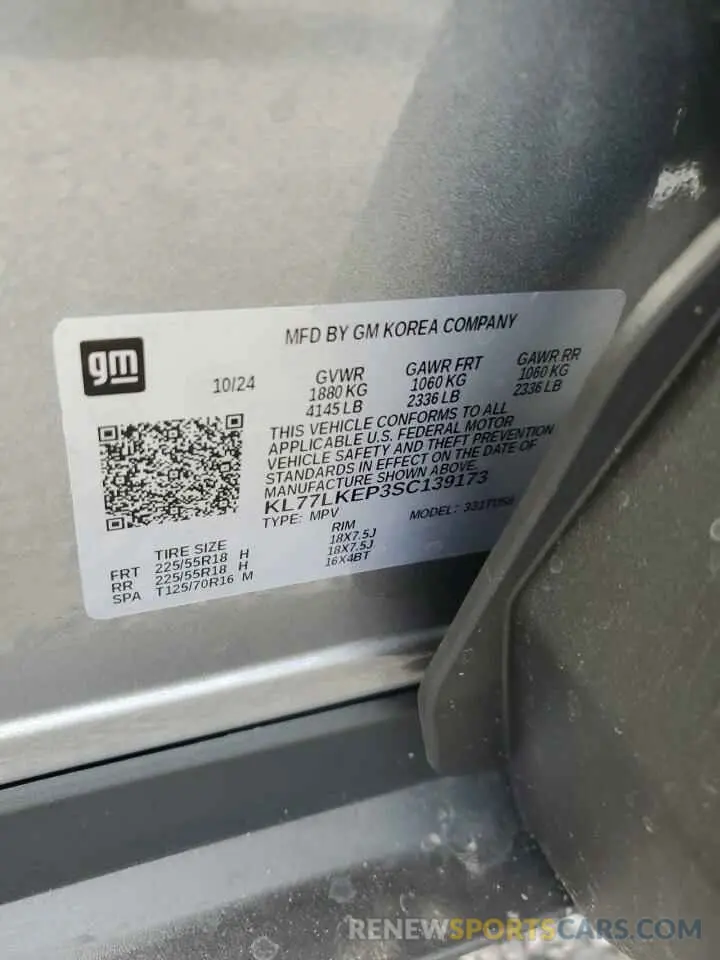 MFD BY GM KOREA COMPANY
gm
10/24 GVWR GAWR FRT GAWR RR
1880 KG 1060 KG 1060 KG
4145 LB 2336 LB 2336 LB
THIS VEHICLE CONFORMS TO ALL
APPLICABLE U.S. FEDERAL MOTOR
VEHICLE SAFETY AND THEFT PREVENTION
STANDARDS IN EFFECT ON THE DATE OF
MANUFACTURE SHOWN ABOVE.
KL77LKEP3SC139173
TYPE: MPV MODEL: 331T056
TIRE SIZE RIM
FRT 225/55R18 H 18X7.5J
RR 225/55R18 H 18X7.5J
SPA T125/70R16 M 16X4BT
RENEWSPORTSCARS.COM